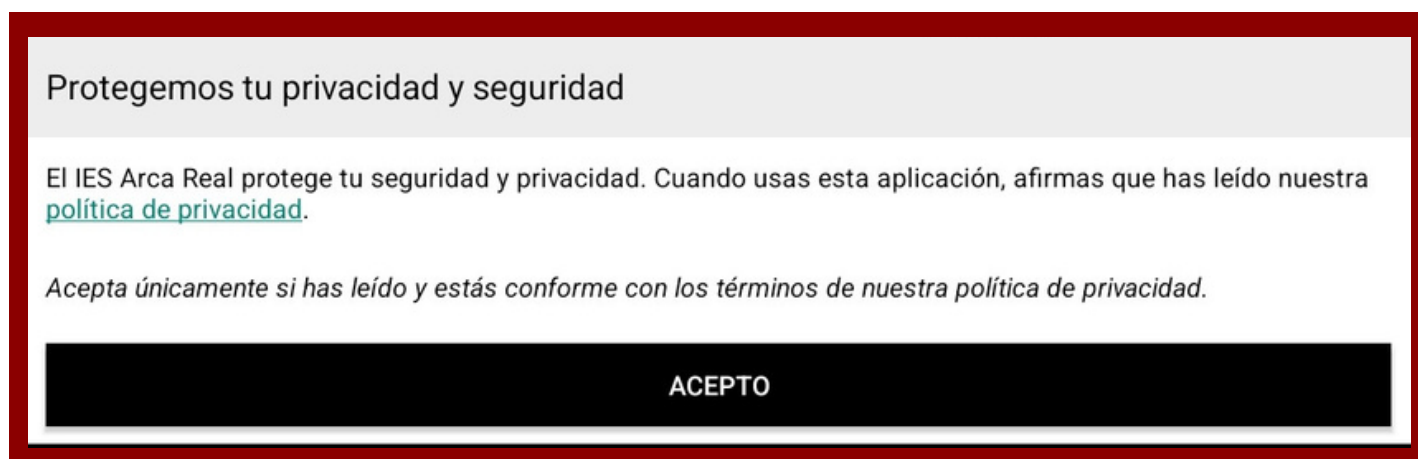 Protegemos tu privacidad y seguridad
El IES Arca Real protege tu seguridad y privacidad. Cuando usas esta aplicación, afirmas que has leído nuestra
política de privacidad.
Acepta únicamente si has leído y estás conforme con los términos de nuestra política de privacidad.
ACEPTO